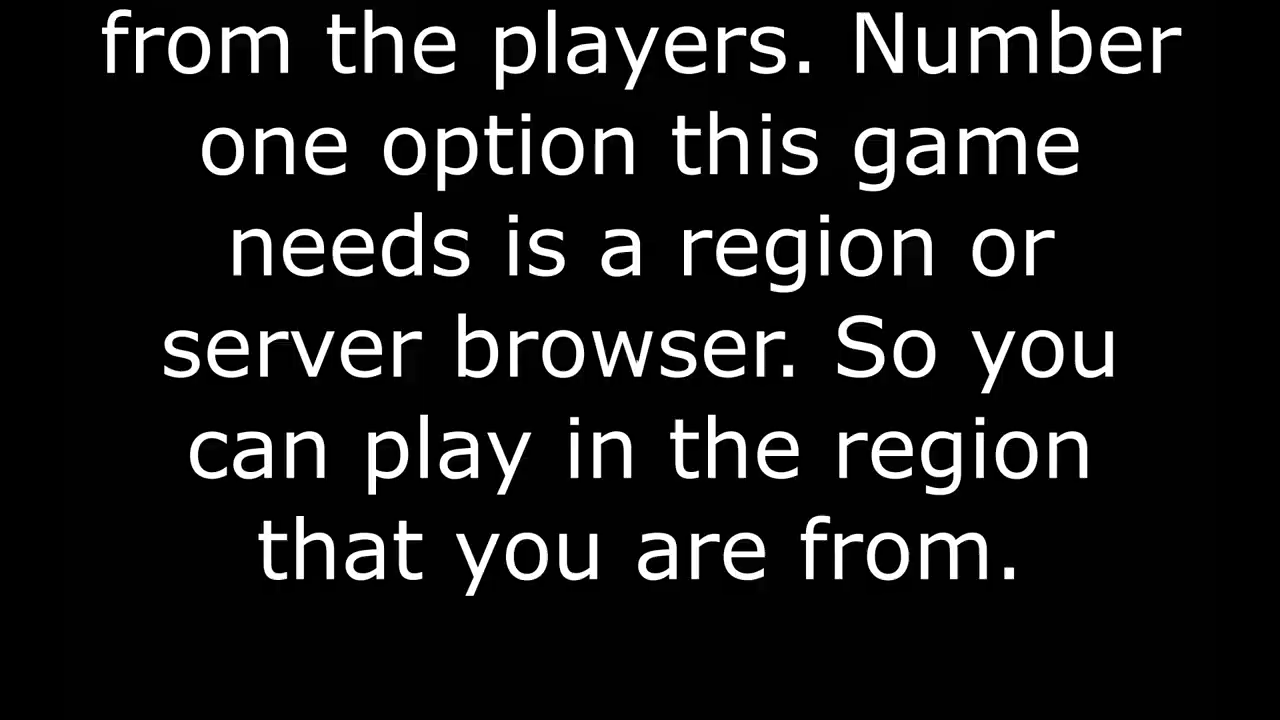 from the players. Number
one option this game
needs is a region or
server browser. So you
can play in the region
that you are from.